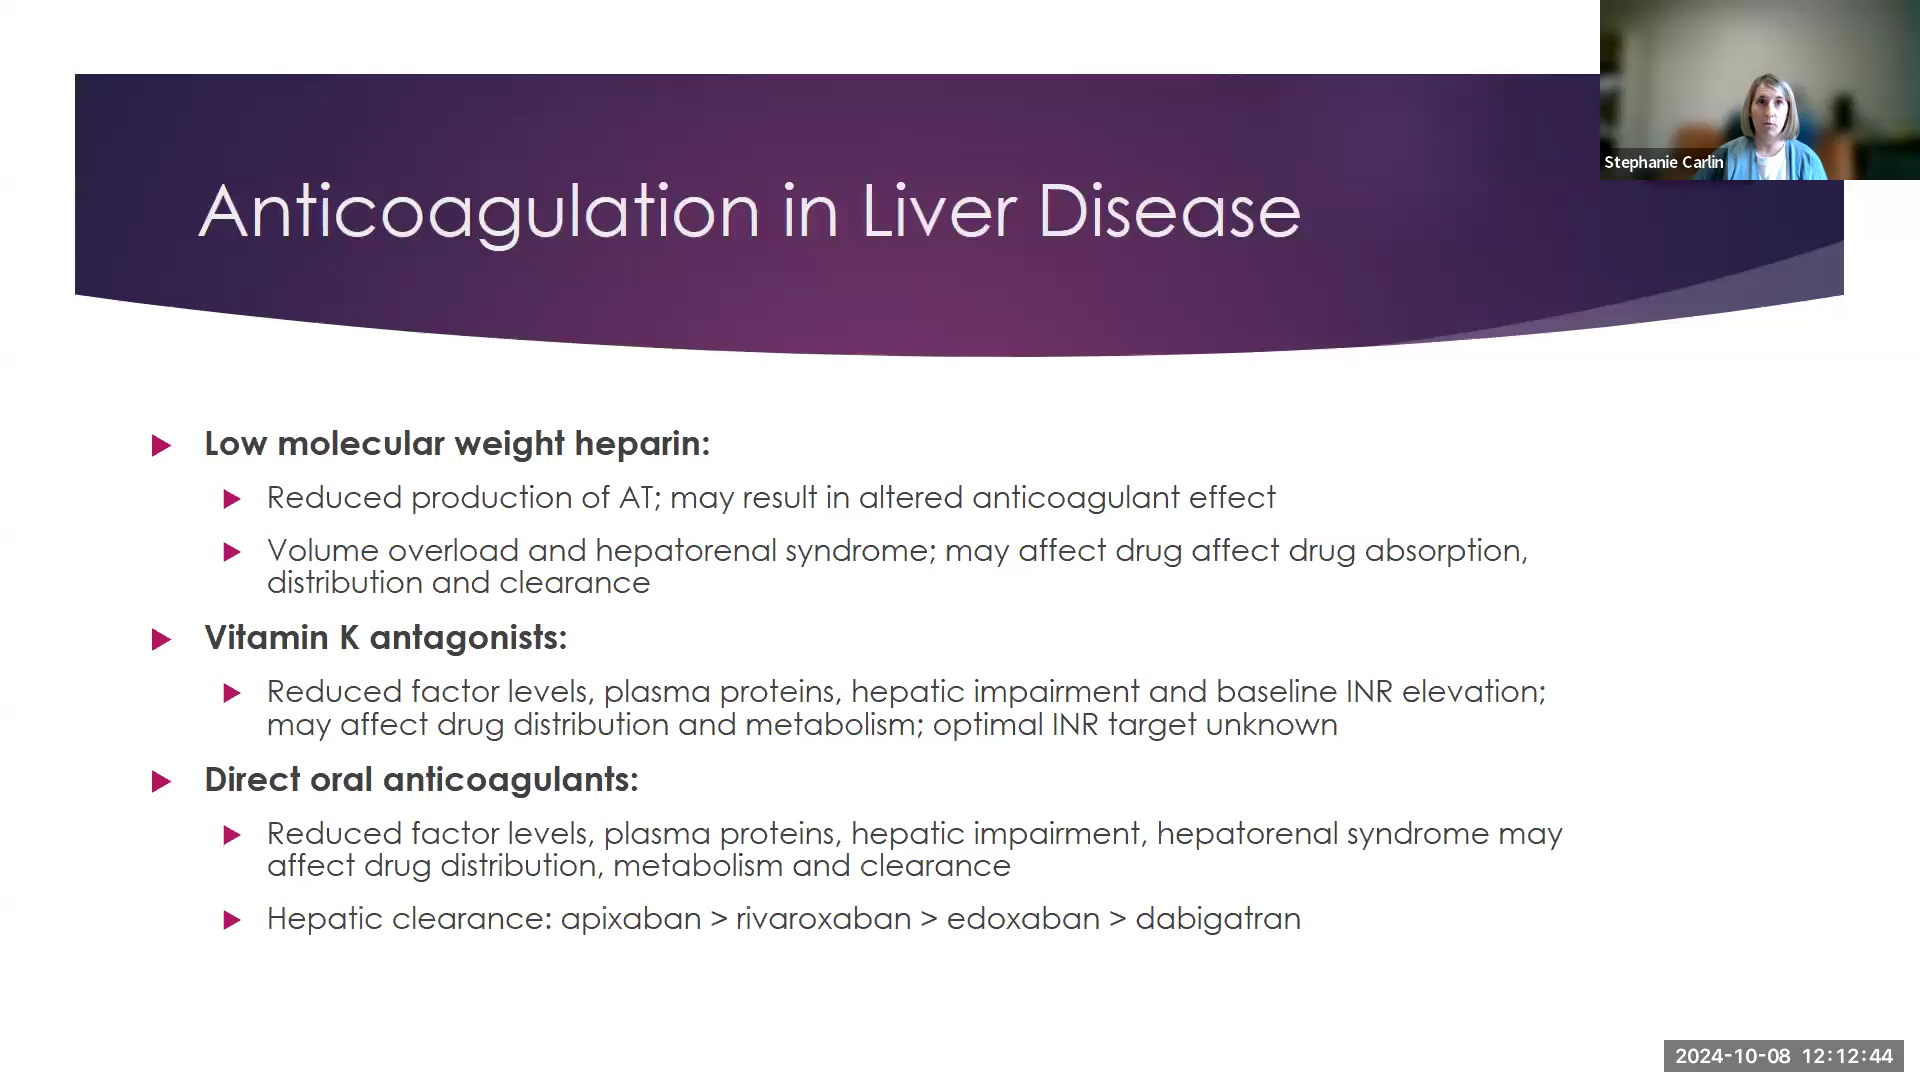 Stephanie Carlin
Anticoagulation in Liver Disease
Low molecular weight heparin:
Reduced production of AT; may result in altered anticoagulant effect
Volume overload and hepatorenal syndrome; may affect drug affect drug absorption,
distribution and clearance
Vitamin K antagonists:
Reduced factor levels, plasma proteins, hepatic impairment and baseline INR elevation;
may affect drug distribution and metabolism; optimal INR target unknown
Direct oral anticoagulants:
Reduced factor levels, plasma proteins, hepatic impairment, hepatorenal syndrome may
affect drug distribution, metabolism and clearance
Hepatic clearance: apixaban > rivaroxaban > edoxaban > dabigatran
2024-10-08 12:12:44